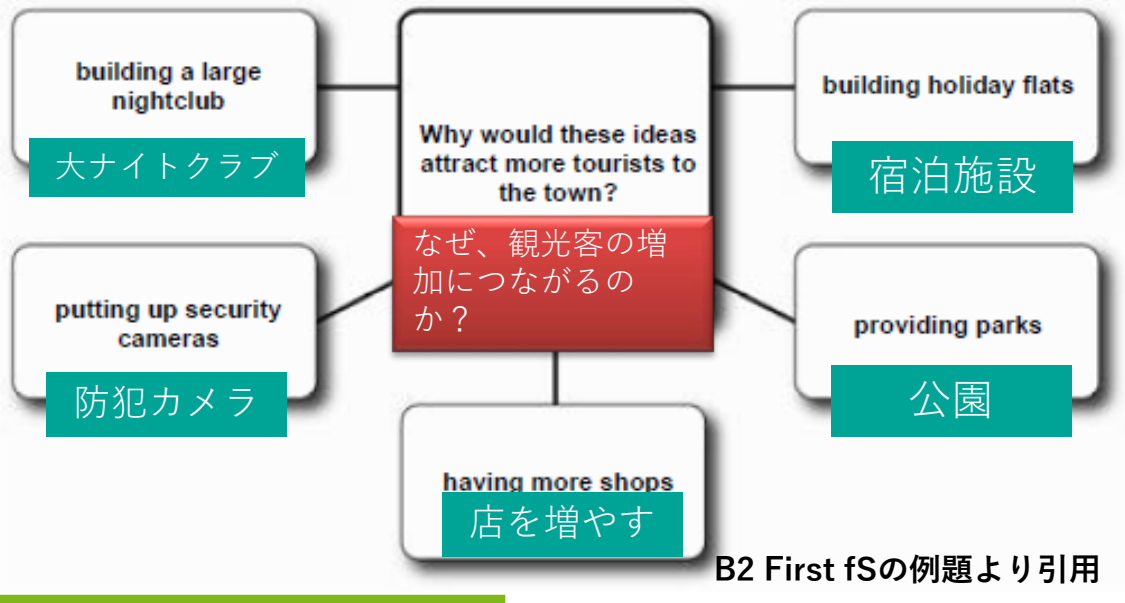 building a large
nightclub
大ナイトクラブ
Why would these ideas
attract more tourists to
the town?
なぜ、観光客の増
加につながるの
か？
building holiday flats
宿泊施設
putting up security
cameras
防犯カメラ
providing parks
公園
having more shops
店を増やす
B2 First fSの例題より引用